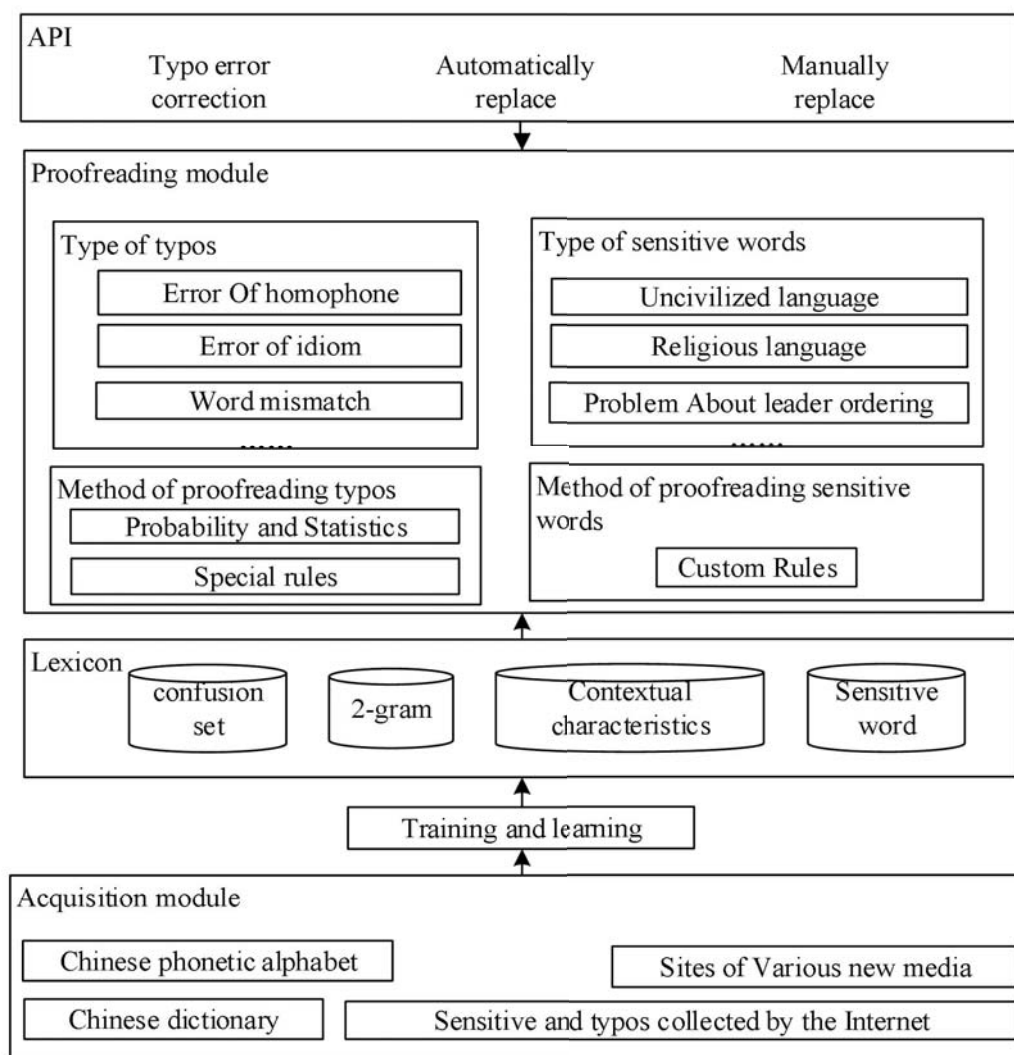 API
Typo error
correction
Automatically
replace
Manually
replace
Proofreading module
Type of typos
Error Of homophone
Error of idiom
Word mismatch
......
Method of proofreading typos
Probability and Statistics
Special rules
Type of sensitive words
Uncivilized language
Religious language
Problem About leader ordering
......
Method of proofreading sensitive
words
Custom Rules
Lexicon
confusion
set
2-gram
Contextual
characteristics
Sensitive
word
Training and learning
Acquisition module
Chinese phonetic alphabet
Sites of Various new media
Chinese dictionary
Sensitive and typos collected by the Internet